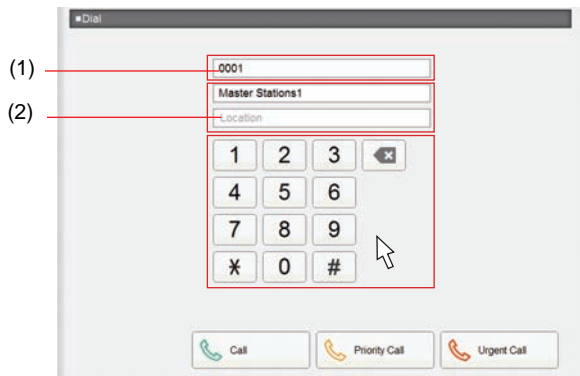 ■Dial
(1)
0001
Master Stations1
(2)
Location
1 2 3
4 5 6
7 8 9
* 0 #
Call Priority Call Urgent Call